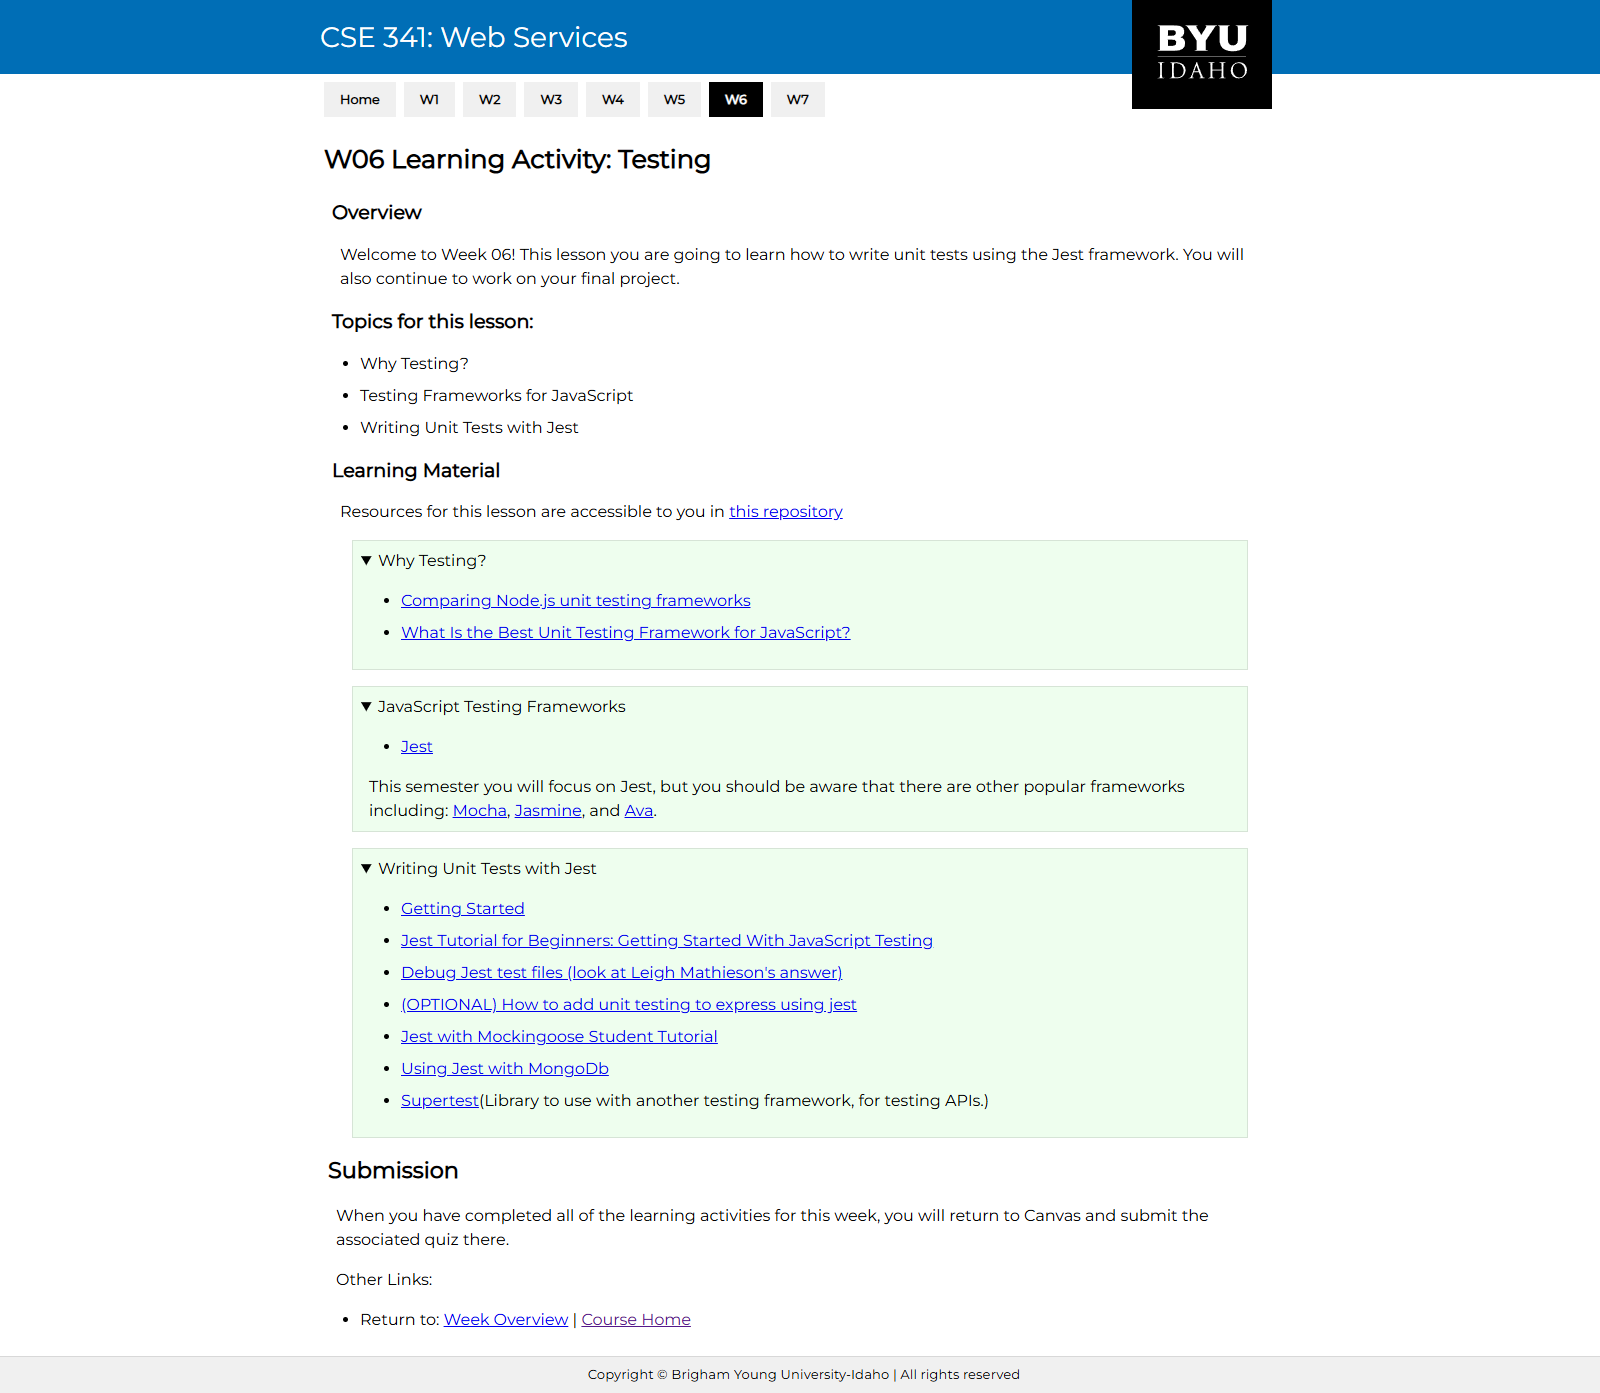 CSE 341: Web Services
BYU
IDAHO
Home W1 W2 W3 W4 W5 W6 W7
W06 Learning Activity: Testing
Overview
Welcome to Week 06! This lesson you are going to learn how to write unit tests using the Jest framework. You will
also continue to work on your final project.
Topics for this lesson:
• Why Testing?
• Testing Frameworks for JavaScript
• Writing Unit Tests with Jest
Learning Material
Resources for this lesson are accessible to you in this repository
▼ Why Testing?
• Comparing Node.js unit testing frameworks
• What Is the Best Unit Testing Framework for JavaScript?
▼ JavaScript Testing Frameworks
• Jest
This semester you will focus on Jest, but you should be aware that there are other popular frameworks
including: Mocha, Jasmine, and Ava.
▼ Writing Unit Tests with Jest
• Getting Started
• Jest Tutorial for Beginners: Getting Started With JavaScript Testing
• Debug Jest test files (look at Leigh Mathieson's answer)
• (OPTIONAL) How to add unit testing to express using jest
• Jest with Mockingoose Student Tutorial
• Using Jest with MongoDb
• Supertest(Library to use with another testing framework, for testing APIs.)
Submission
When you have completed all of the learning activities for this week, you will return to Canvas and submit the
associated quiz there.
Other Links:
• Return to: Week Overview | Course Home
Copyright © Brigham Young University-Idaho | All rights reserved